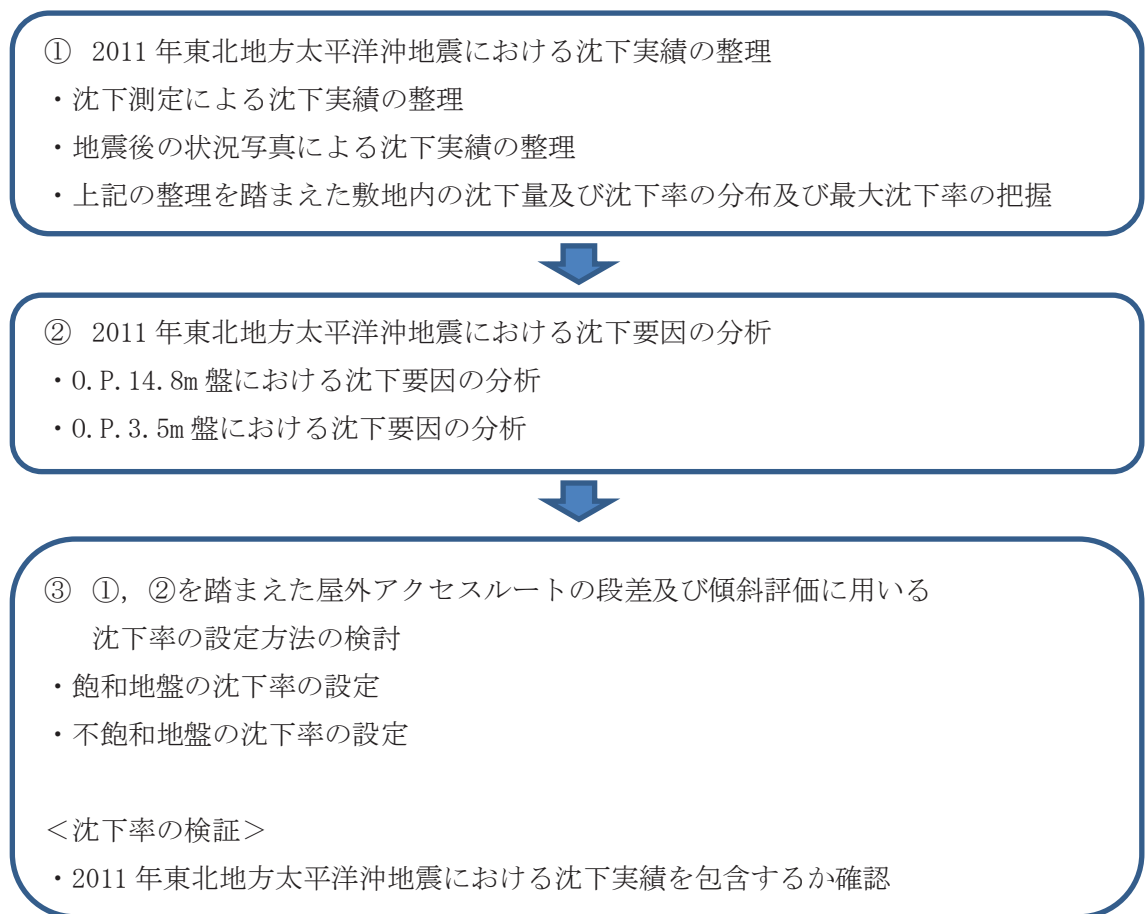 ① 2011年東北地方太平洋沖地震における沈下実績の整理
・沈下測定による沈下実績の整理
・地震後の状況写真による沈下実績の整理
・上記の整理を踏まえた敷地内の沈下量及び沈下率の分布及び最大沈下率の把握
② 2011年東北地方太平洋沖地震における沈下要因の分析
・O.P.14.8m盤における沈下要因の分析
・O.P.3.5m盤における沈下要因の分析
③ ①，②を踏まえた屋外アクセスルートの段差及び傾斜評価に用いる
沈下率の設定方法の検討
・飽和地盤の沈下率の設定
・不飽和地盤の沈下率の設定
＜沈下率の検証＞
・2011年東北地方太平洋沖地震における沈下実績を包含するか確認